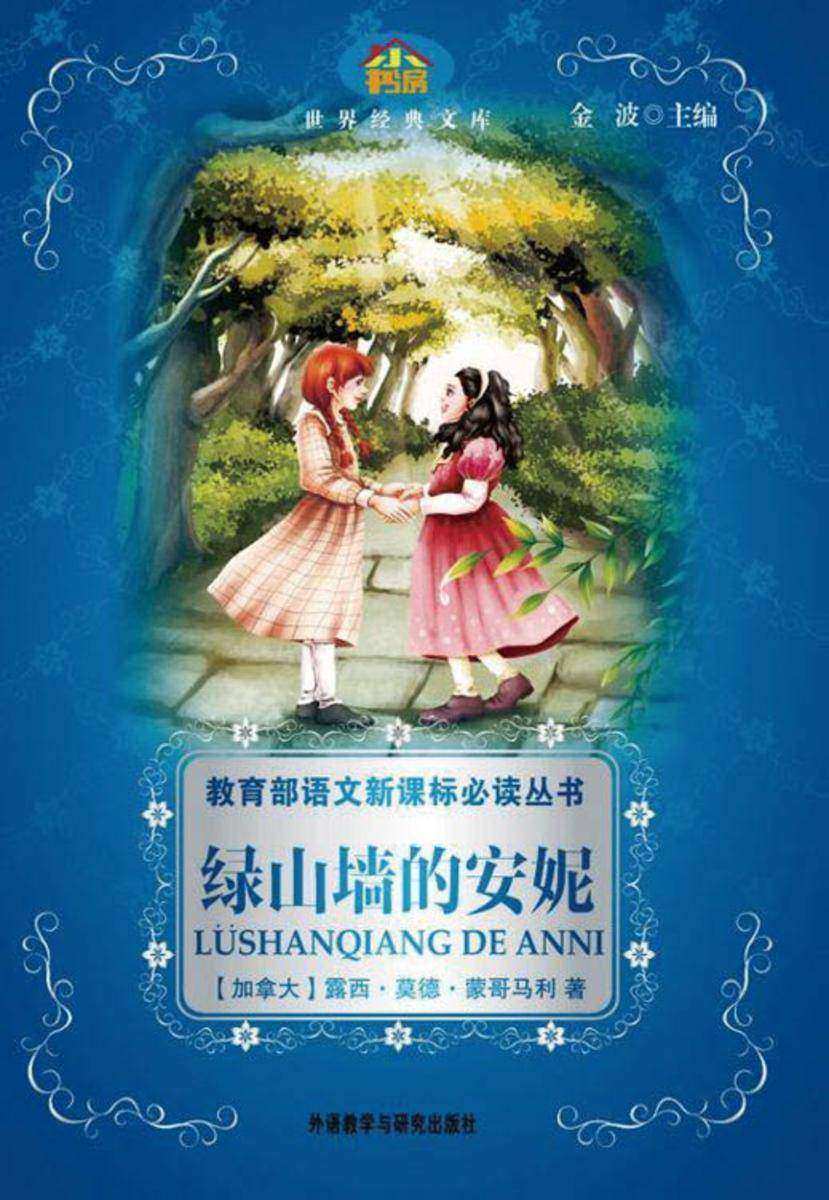 小书房
世界经典文库
金波◎主编
教育部语文新课标必读丛书
绿山墙的安妮
LÜSHANQIANG DE ANNI
【加拿大】露西·莫德·蒙哥马利 著
外语教学与研究出版社